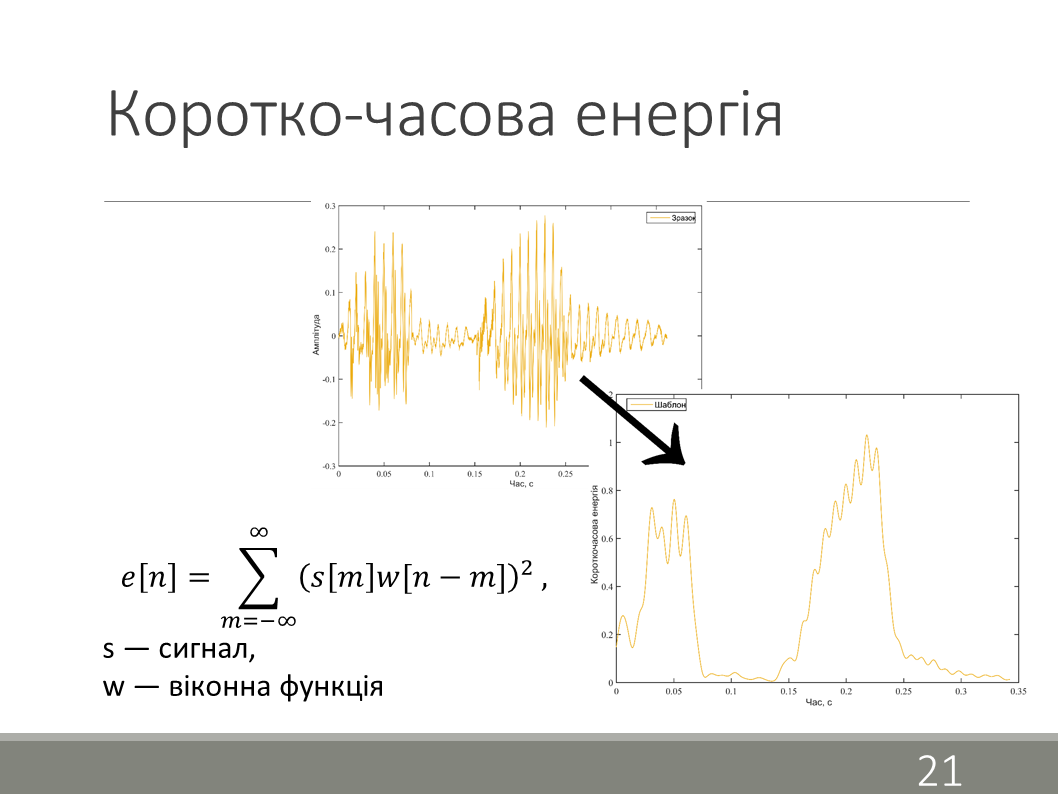 Коротко-часова енергія
0.3
0.2
0.1
0
-0.1
-0.2
-0.3
Амплітуда
Зразок
0 0.05 0.1 0.15 0.2 0.25
Час, с
2
1
0.8
0.6
0.4
0.2
0
Короткочасова енергія
Шаблон
0 0.05 0.1 0.15 0.2 0.25 0.3 0.35
Час, с
e[n] = ∑_{m=−∞}^{∞} (s[m]w[n − m])² ,
s — сигнал,
w — віконна функція
21